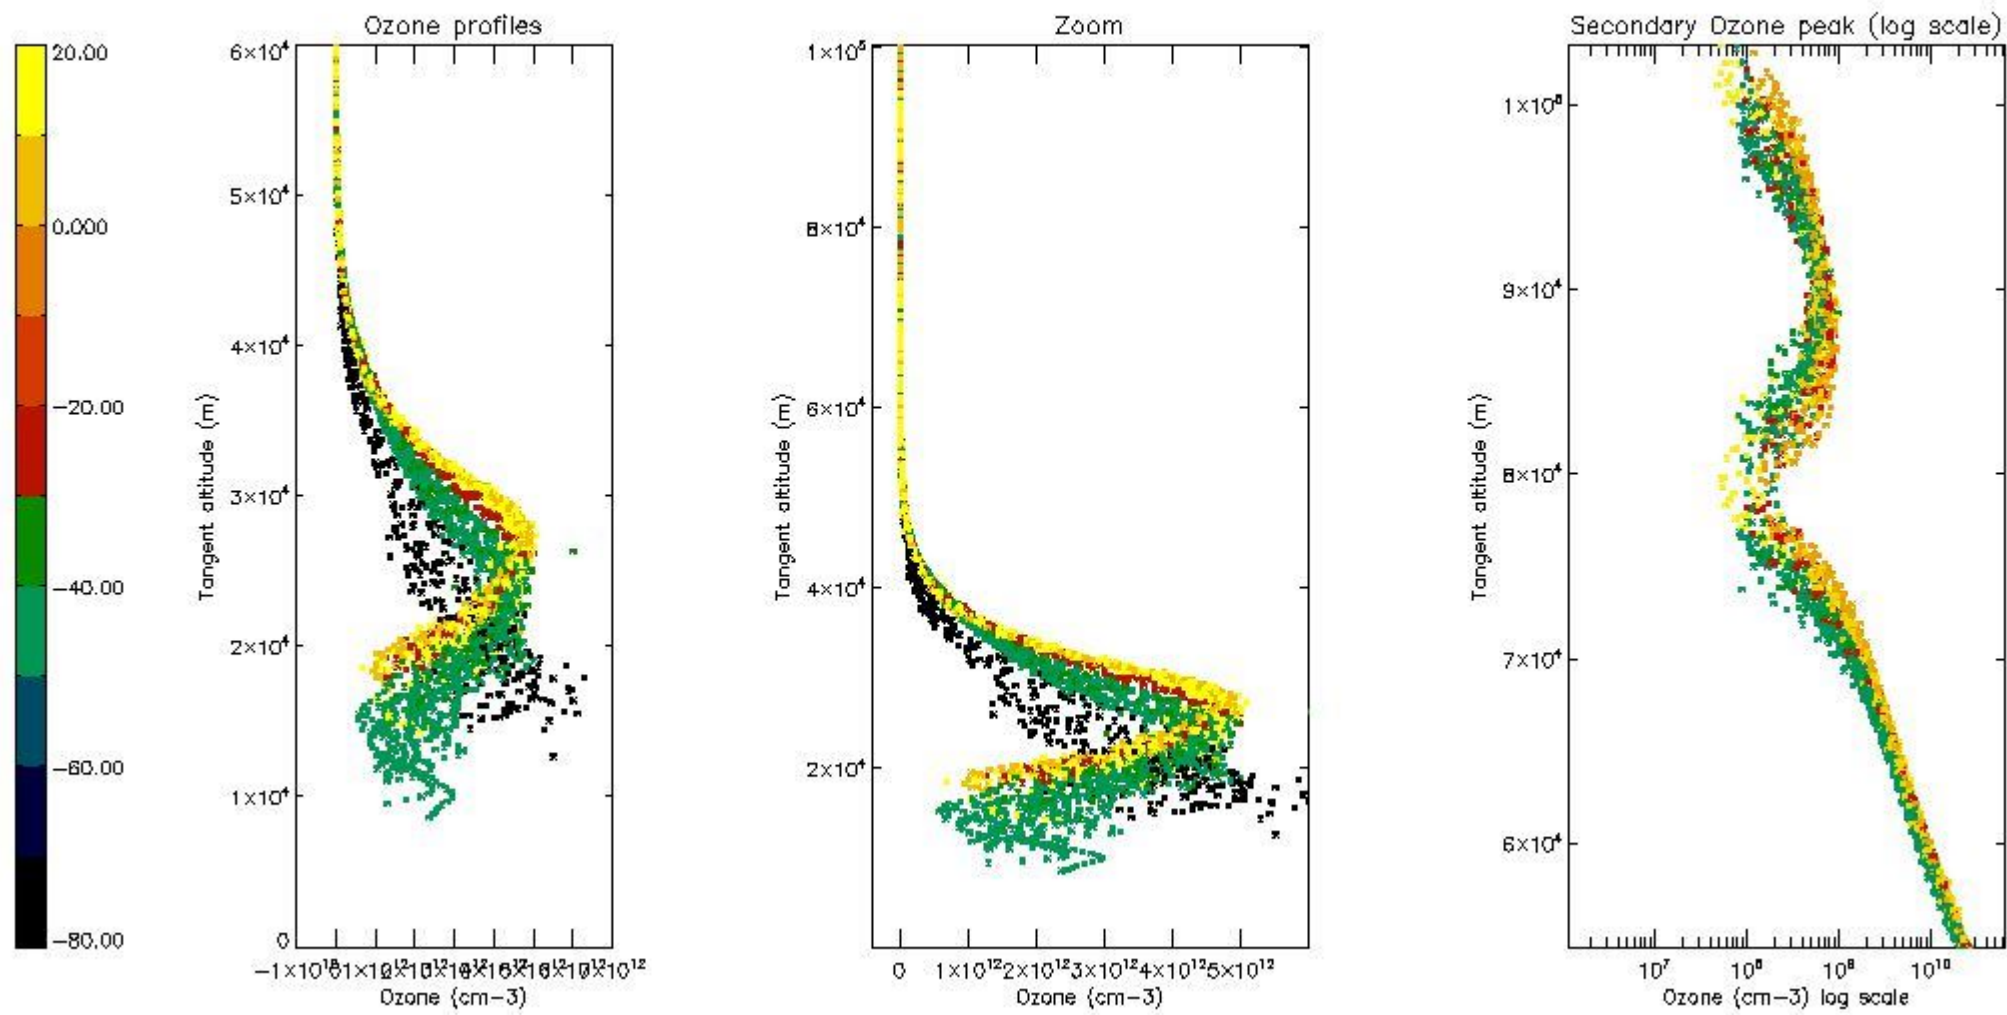 Ozone profiles
Zoom
Secondary Ozone peak (log scale)
20.00
0.000
−20.00
−40.00
−60.00
−80.00
6×10⁴
5×10⁴
4×10⁴
3×10⁴
2×10⁴
1×10⁴
0
Tangent altitude (m)
7×10¹²
Ozone (cm−3)
1×10⁵
8×10⁴
6×10⁴
4×10⁴
2×10⁴
Tangent altitude (m)
0 1×10¹² 2×10¹² 3×10¹² 4×10¹² 5×10¹²
Ozone (cm−3)
1×10⁵
9×10⁴
8×10⁴
7×10⁴
6×10⁴
Tangent altitude (m)
10⁷ 10⁸ 10⁹ 10¹⁰
Ozone (cm−3) log scale